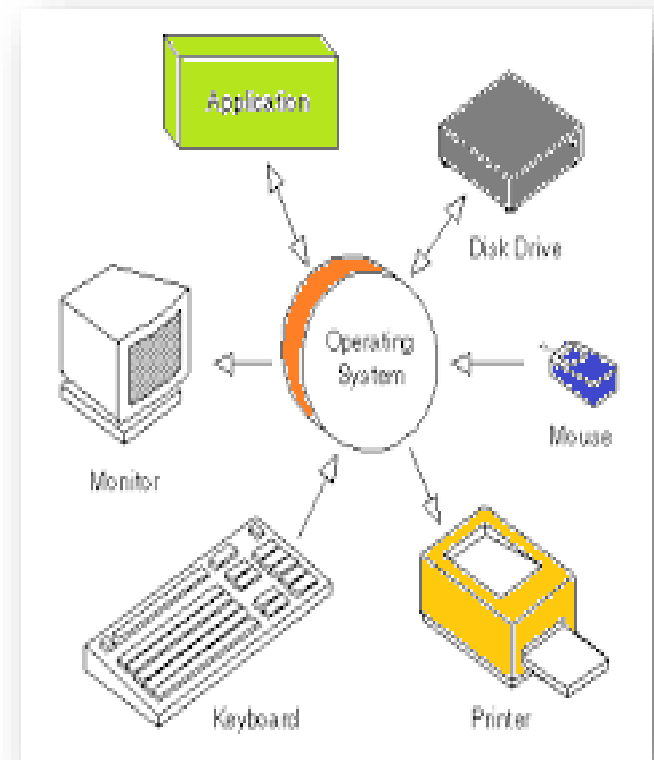 Application
Disk Drive
Operating
System
Mouse
Monitor
Keyboard
Printer